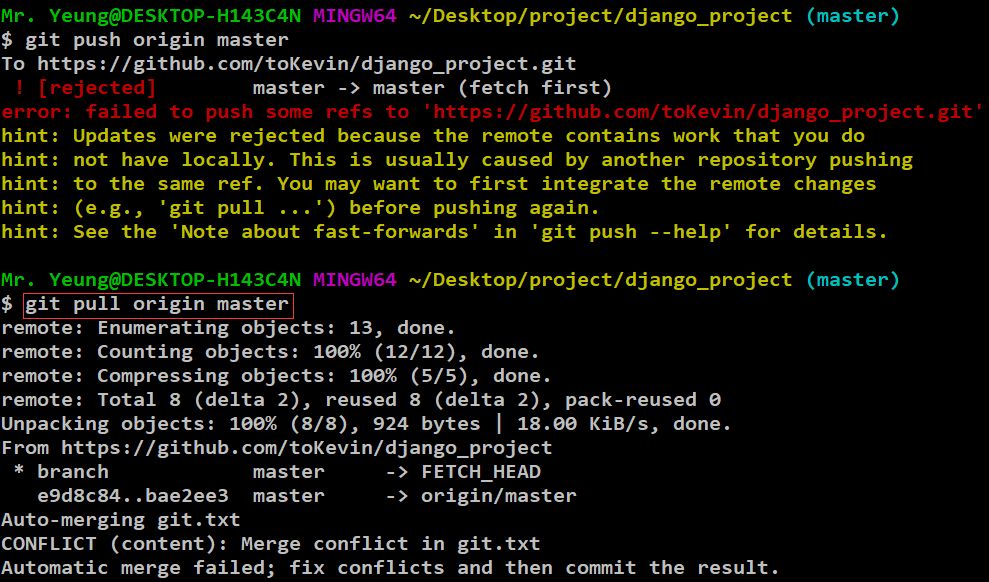 Mr. Yeung@DESKTOP-H143C4N MINGW64 ~/Desktop/project/django_project (master)
$ git push origin master
To https://github.com/toKevin/django_project.git
 ! [rejected]        master -> master (fetch first)
error: failed to push some refs to 'https://github.com/toKevin/django_project.git'
hint: Updates were rejected because the remote contains work that you do
hint: not have locally. This is usually caused by another repository pushing
hint: to the same ref. You may want to first integrate the remote changes
hint: (e.g., 'git pull ...') before pushing again.
hint: See the 'Note about fast-forwards' in 'git push --help' for details.
Mr. Yeung@DESKTOP-H143C4N MINGW64 ~/Desktop/project/django_project (master)
$ git pull origin master
remote: Enumerating objects: 13, done.
remote: Counting objects: 100% (12/12), done.
remote: Compressing objects: 100% (5/5), done.
remote: Total 8 (delta 2), reused 8 (delta 2), pack-reused 0
Unpacking objects: 100% (8/8), 924 bytes | 18.00 KiB/s, done.
From https://github.com/toKevin/django_project
 * branch            master     -> FETCH_HEAD
   e9d8c84..bae2ee3  master     -> origin/master
Auto-merging git.txt
CONFLICT (content): Merge conflict in git.txt
Automatic merge failed; fix conflicts and then commit the result.